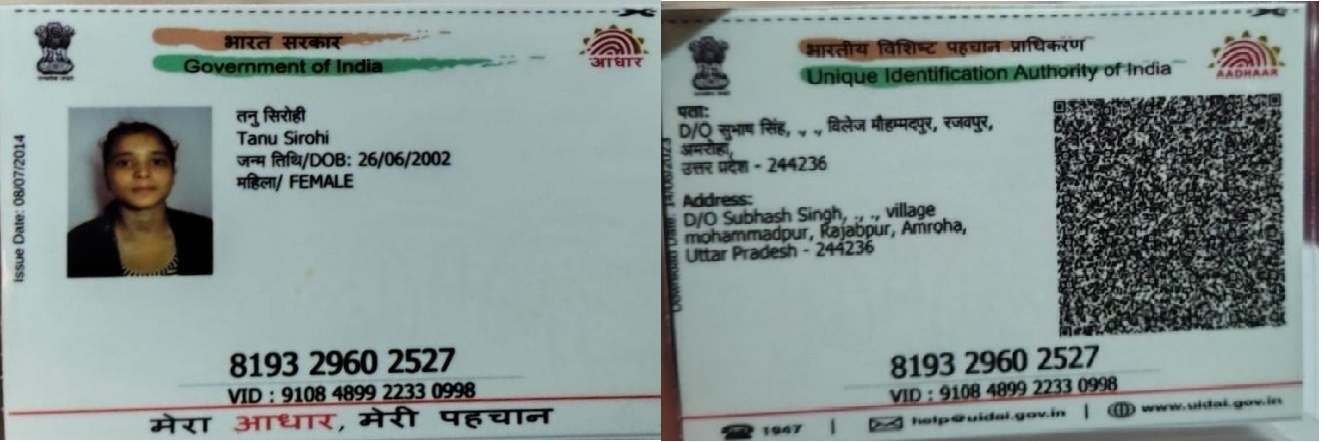 भारत सरकार
Government of India
आधार
Issue Date: 08/07/2014
तनु सिरोही
Tanu Sirohi
जन्म तिथि/DOB: 26/06/2002
महिला/ FEMALE
8193 2960 2527
VID : 9108 4899 2233 0998
मेरा आधार, मेरी पहचान
भारतीय विशिष्ट पहचान प्राधिकरण
Unique Identification Authority of India
AADHAAR
पता:
D/O सुभाष सिंह, ., ., विलेज मौहम्मदपुर, रजवपुर,
अमरोहा,
उत्तर प्रदेश - 244236
Address:
D/O Subhash Singh, ., ., village
mohammadpur, Rajabpur, Amroha,
Uttar Pradesh - 244236
8193 2960 2527
VID : 9108 4899 2233 0998
1947 | help@uidai.gov.in | www.uidai.gov.in